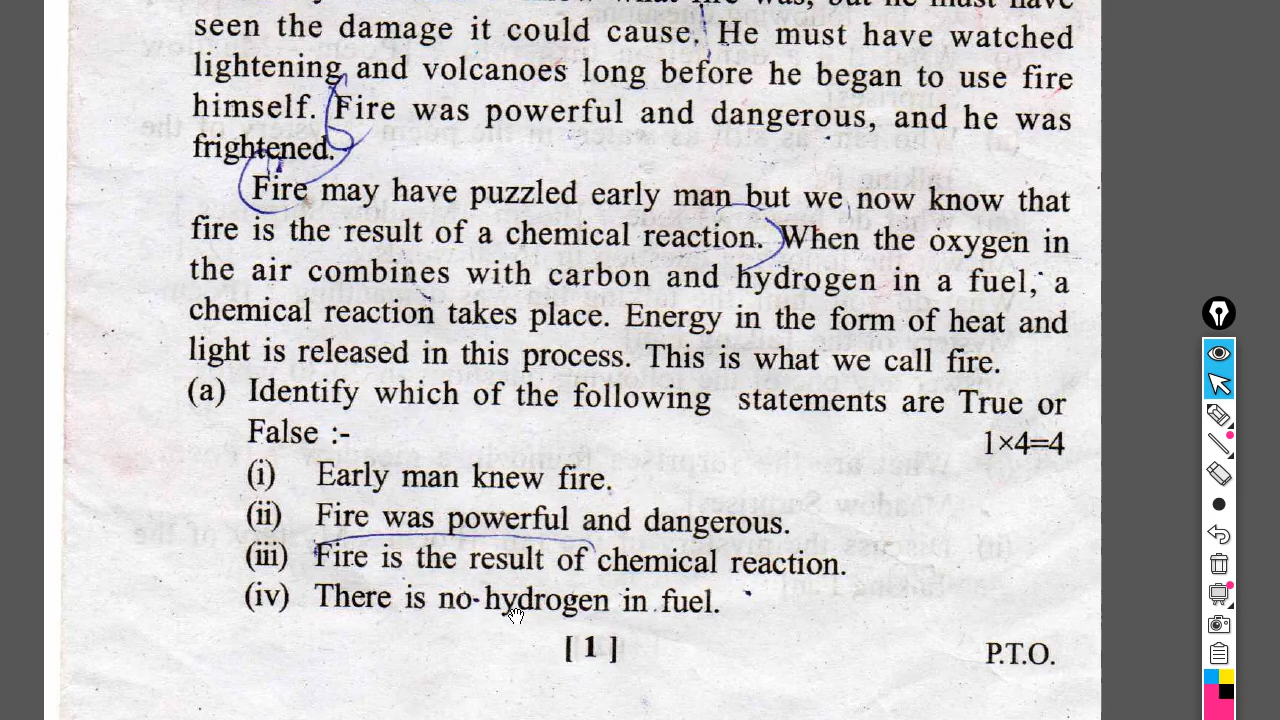 seen the damage it could cause. He must have watched
lightening and volcanoes long before he began to use fire
himself. Fire was powerful and dangerous, and he was
frightened.
Fire may have puzzled early man but we now know that
fire is the result of a chemical reaction. When the oxygen in
the air combines with carbon and hydrogen in a fuel, a
chemical reaction takes place. Energy in the form of heat and
light is released in this process. This is what we call fire.
(a) Identify which of the following statements are True or
False :- 1×4=4
(i) Early man knew fire.
(ii) Fire was powerful and dangerous.
(iii) Fire is the result of chemical reaction.
(iv) There is no hydrogen in fuel.
[ 1 ] P.T.O.